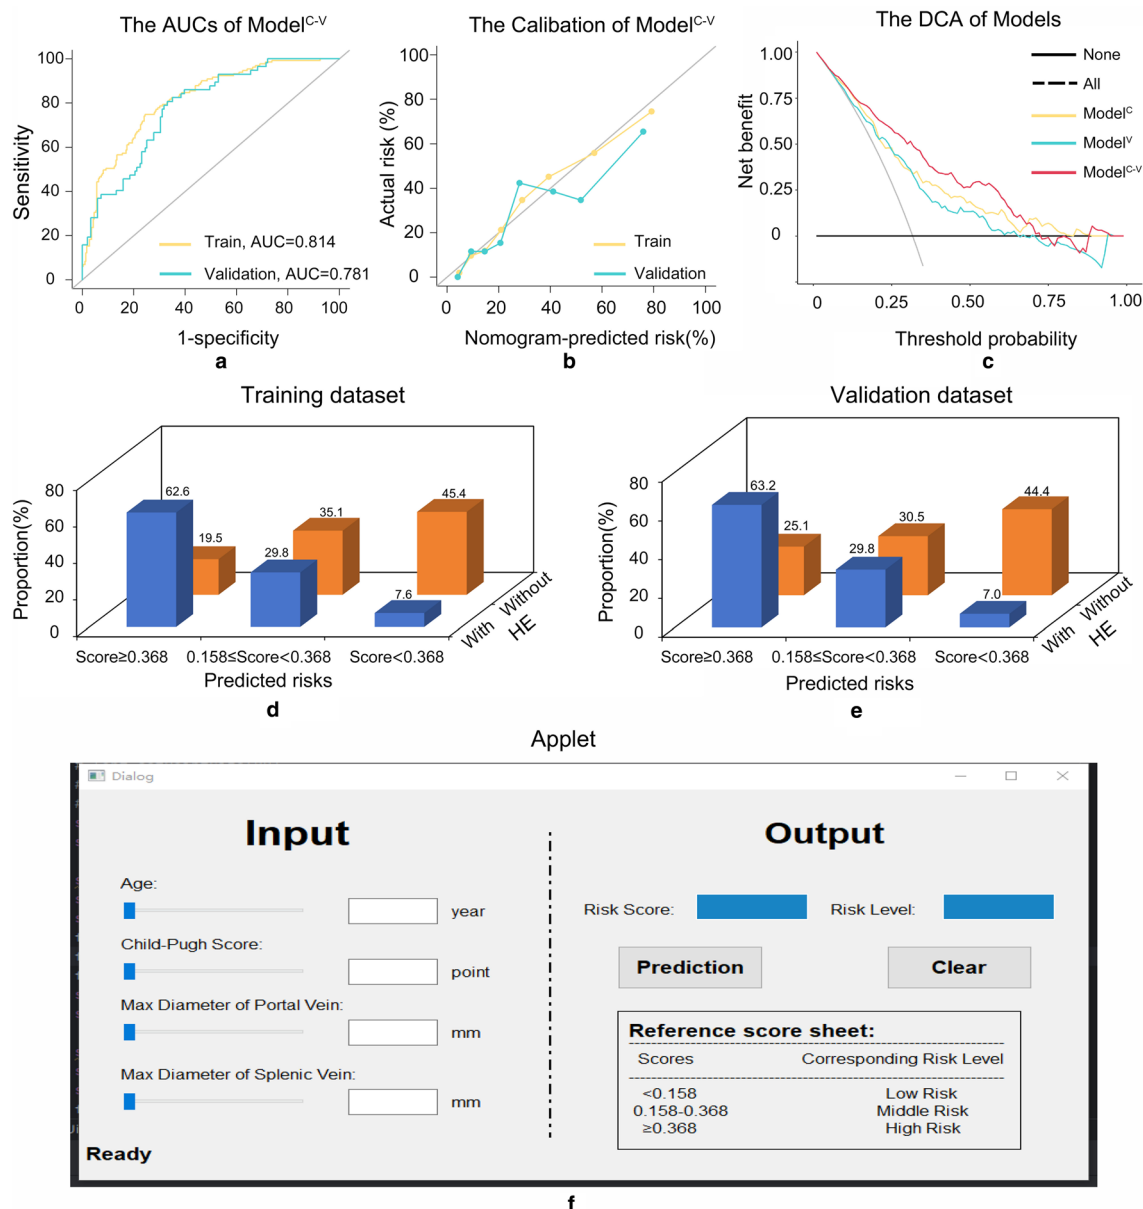 The AUCs of Model^C-V
100
80
60
40
20
0
Sensitivity
Train, AUC=0.814
Validation, AUC=0.781
0 20 40 60 80 100
1-specificity
a
The Calibation of Model^C-V
100
80
60
40
20
0
Actual risk (%)
Train
Validation
0 20 40 60 80 100
Nomogram-predicted risk(%)
b
The DCA of Models
1.00
0.75
0.50
0.25
0
Net benefit
None
All
Model^C
Model^V
Model^C-V
0 0.25 0.50 0.75 1.00
Threshold probability
c
Training dataset
80
60
40
20
0
Proportion(%)
62.6
19.5
29.8
35.1
7.6
45.4
With
Without
HE
Score≥0.368 0.158≤Score<0.368 Score<0.368
Predicted risks
d
Validation dataset
80
60
40
20
0
Proportion(%)
63.2
25.1
29.8
30.5
7.0
44.4
With
Without
HE
Score≥0.368 0.158≤Score<0.368 Score<0.368
Predicted risks
e
Applet
Dialog
Input
Age:
year
Child-Pugh Score:
point
Max Diameter of Portal Vein:
mm
Max Diameter of Splenic Vein:
mm
Ready
Output
Risk Score:
Risk Level:
Prediction
Clear
Reference score sheet:
Scores Corresponding Risk Level
<0.158 Low Risk
0.158-0.368 Middle Risk
≥0.368 High Risk
f